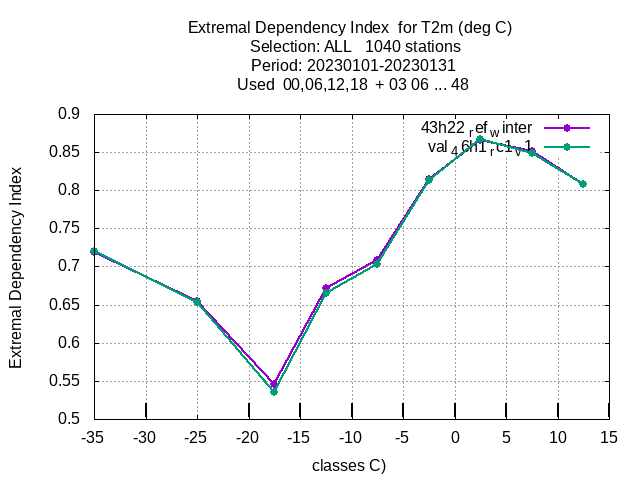 Extremal Dependency Index  for T2m (deg C)
Selection: ALL   1040 stations
Period: 20230101-20230131
Used  00,06,12,18  + 03 06 ... 48
Extremal Dependency Index
0.9
0.85
0.8
0.75
0.7
0.65
0.6
0.55
0.5
43h22_ref_winter
val_46h1_rc1_v1
-35 -30 -25 -20 -15 -10 -5 0 5 10 15
classes C)